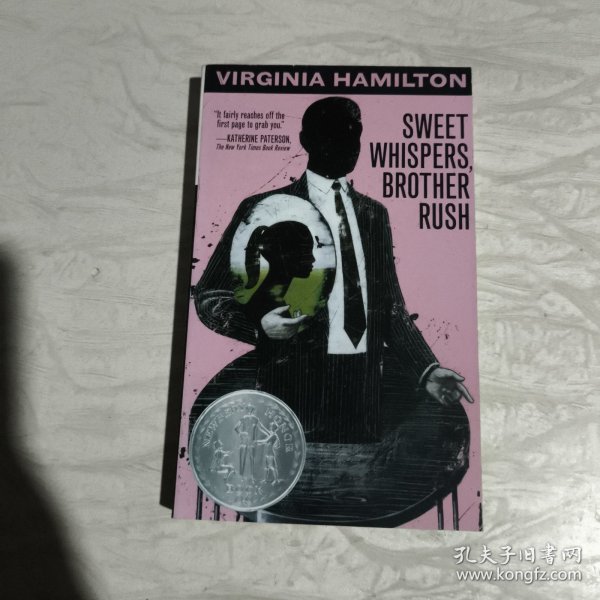 VIRGINIA HAMILTON
"It fairly reaches off the
first page to grab you."
—KATHERINE PATERSON,
The New York Times Book Review
SWEET
WHISPERS,
BROTHER
RUSH
NEWBERY HONOR
BOOK
孔夫子旧书网
www.kongfz.com